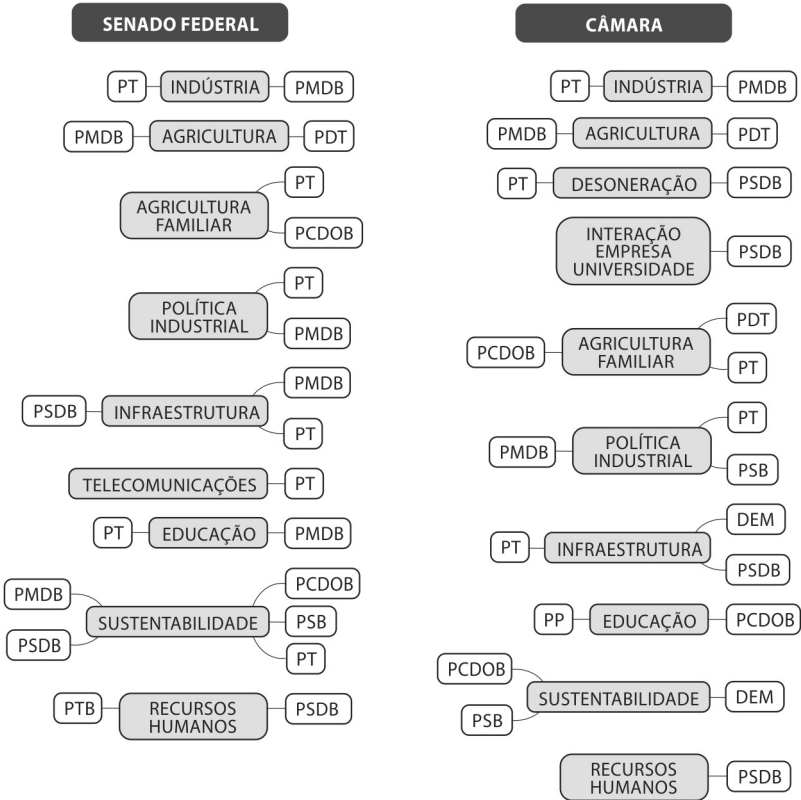 SENADO FEDERAL
PT INDÚSTRIA PMDB
PMDB AGRICULTURA PDT
PT
AGRICULTURA
FAMILIAR
PCDOB
PT
POLÍTICA
INDUSTRIAL
PMDB
PMDB
PSDB INFRAESTRUTURA
PT
TELECOMUNICAÇÕES PT
PT EDUCAÇÃO PMDB
PCDOB
PMDB
SUSTENTABILIDADE PSB
PSDB
PT
PTB RECURSOS PSDB
HUMANOS
CÂMARA
PT INDÚSTRIA PMDB
PMDB AGRICULTURA PDT
PT DESONERAÇÃO PSDB
INTERAÇÃO
EMPRESA PSDB
UNIVERSIDADE
PDT
AGRICULTURA
PCDOB
FAMILIAR
PT
PT
POLÍTICA
PMDB
INDUSTRIAL
PSB
DEM
PT INFRAESTRUTURA
PSDB
PP EDUCAÇÃO PCDOB
PCDOB
SUSTENTABILIDADE DEM
PSB
RECURSOS PSDB
HUMANOS